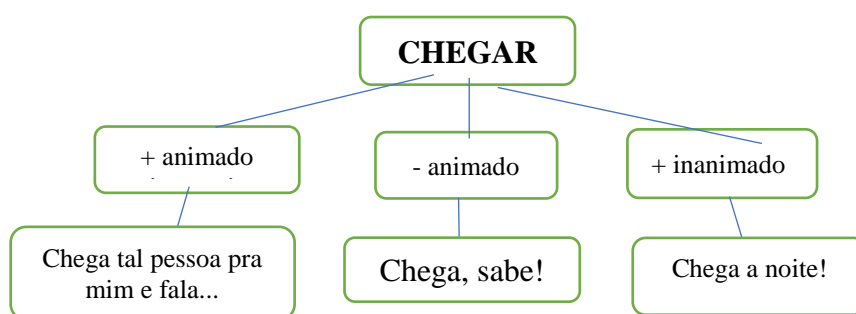 CHEGAR
+ animado
- animado
+ inanimado
Chega tal pessoa pra
mim e fala...
Chega, sabe!
Chega a noite!